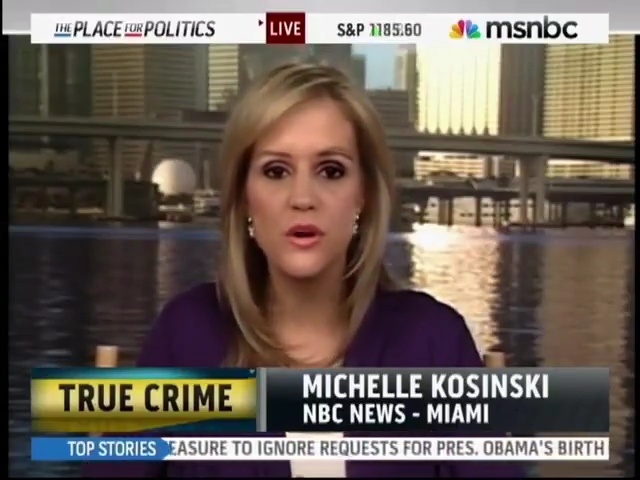 THE PLACE FOR POLITICS
LIVE
S&P 1185.60
msnbc
TRUE CRIME
MICHELLE KOSINSKI
NBC NEWS - MIAMI
TOP STORIES
EASURE TO IGNORE REQUESTS FOR PRES. OBAMA'S BIRTH